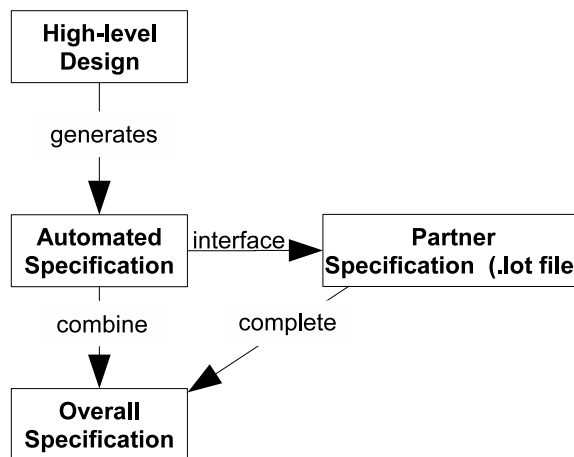 High-level
Design
generates
Automated
Specification
interface
Partner
Specification (.lot file
combine
complete
Overall
Specification